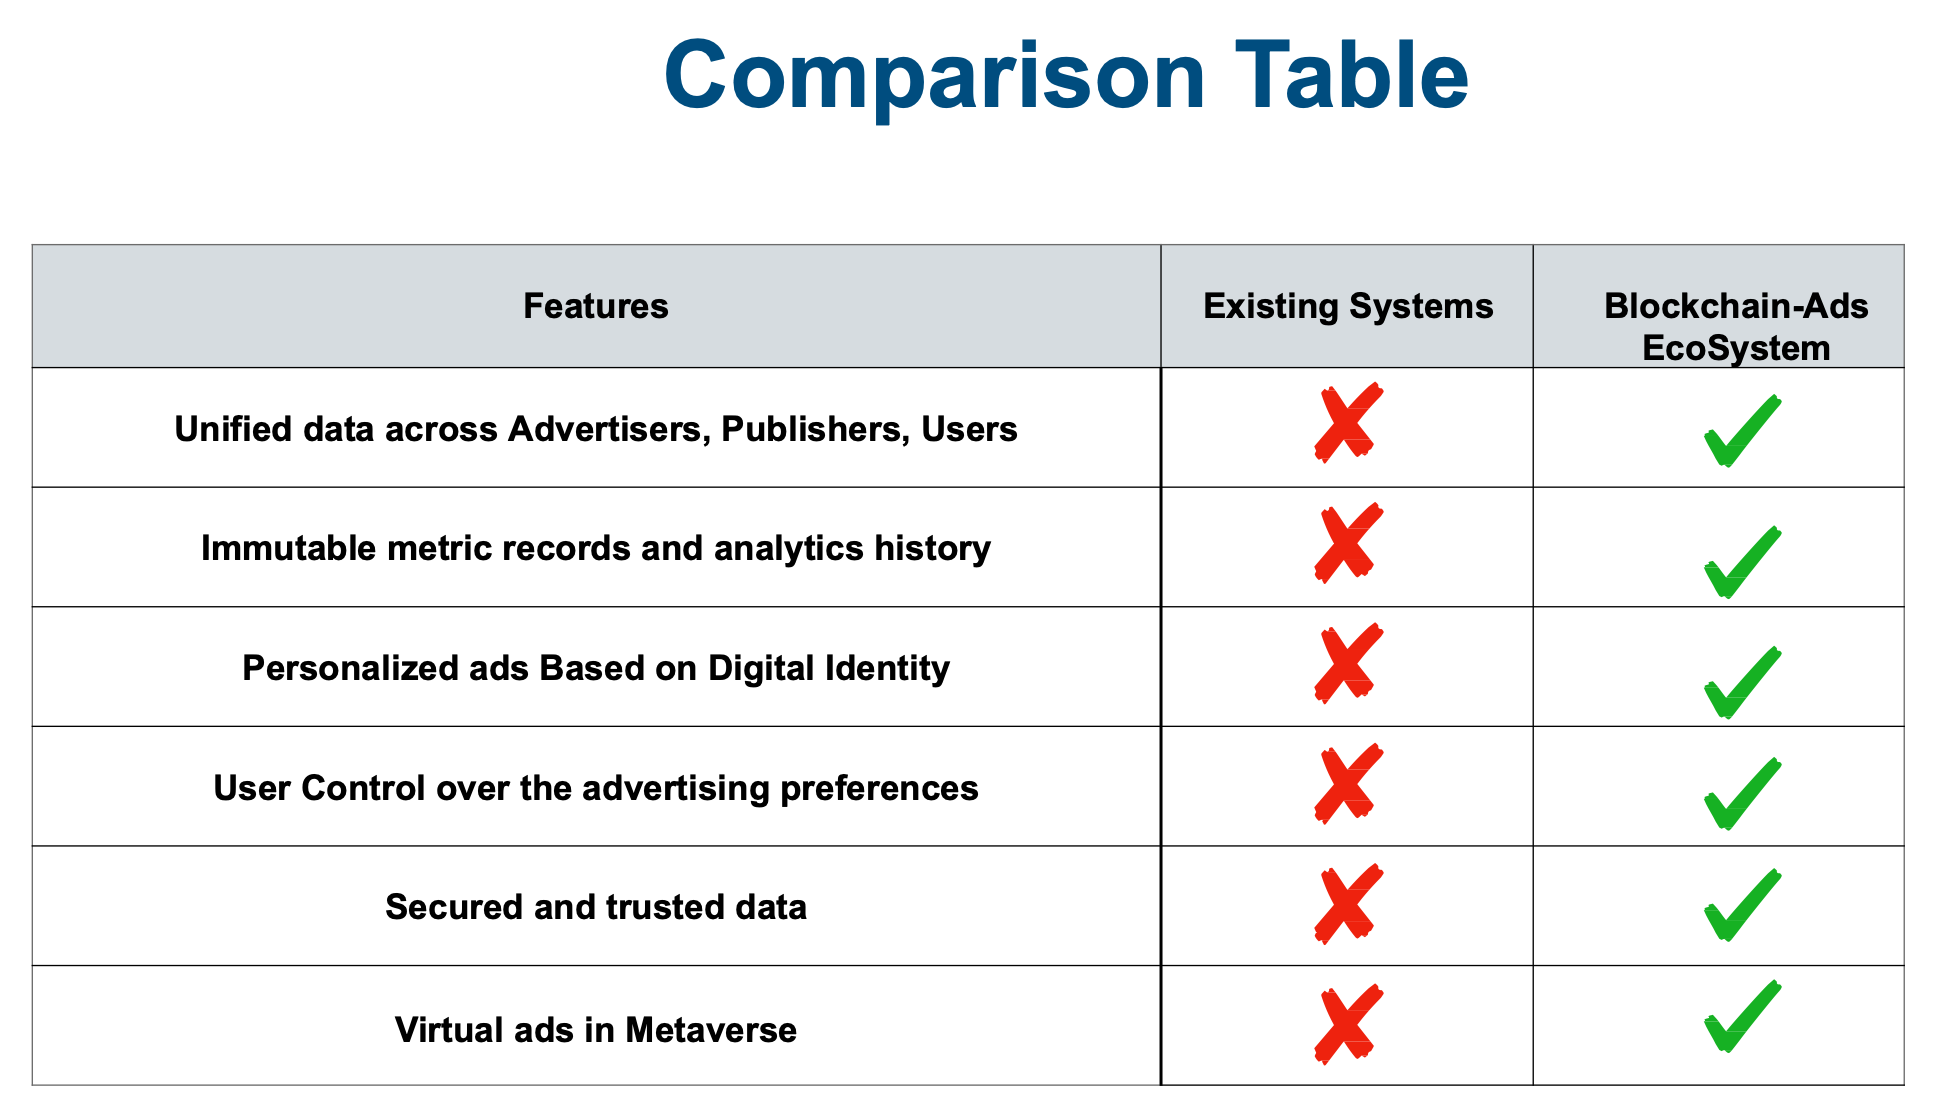 Comparison Table
Features
Existing Systems
Blockchain-Ads
EcoSystem
Unified data across Advertisers, Publishers, Users
Immutable metric records and analytics history
Personalized ads Based on Digital Identity
User Control over the advertising preferences
Secured and trusted data
Virtual ads in Metaverse